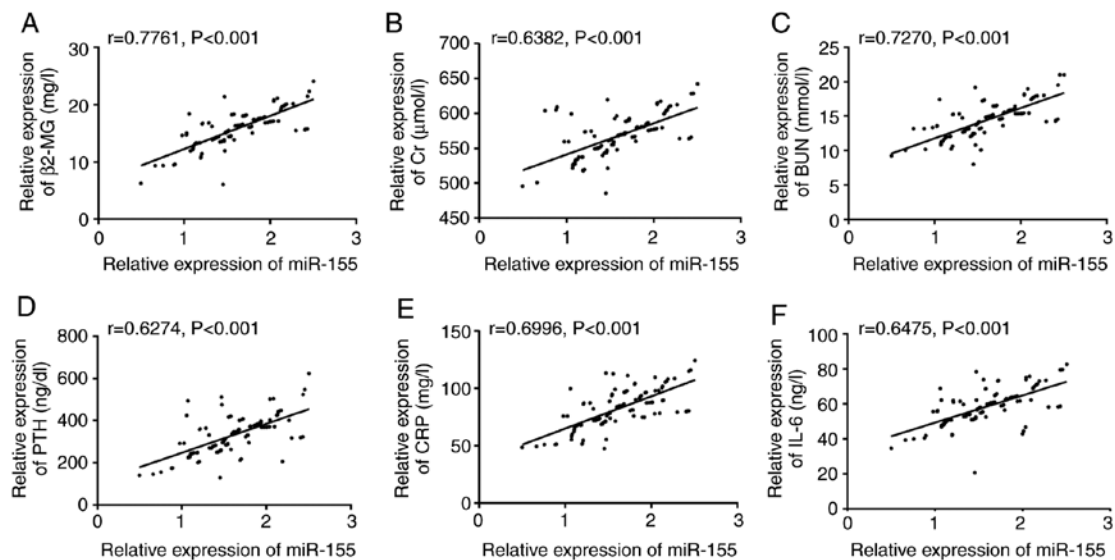 A
r=0.7761, P<0.001
Relative expression
of β2-MG (mg/l)
30
20
10
0
0
1
2
3
Relative expression of miR-155
B
r=0.6382, P<0.001
Relative expression
of Cr (μmol/l)
700
650
600
550
500
450
0
1
2
3
Relative expression of miR-155
C
r=0.7270, P<0.001
Relative expression
of BUN (mmol/l)
25
20
15
10
5
0
0
1
2
3
Relative expression of miR-155
D
r=0.6274, P<0.001
Relative expression
of PTH (ng/dl)
800
600
400
200
0
0
1
2
3
Relative expression of miR-155
E
r=0.6996, P<0.001
Relative expression
of CRP (mg/l)
150
100
50
0
0
1
2
3
Relative expression of miR-155
F
r=0.6475, P<0.001
Relative expression
of IL-6 (ng/l)
100
80
60
40
20
0
0
1
2
3
Relative expression of miR-155